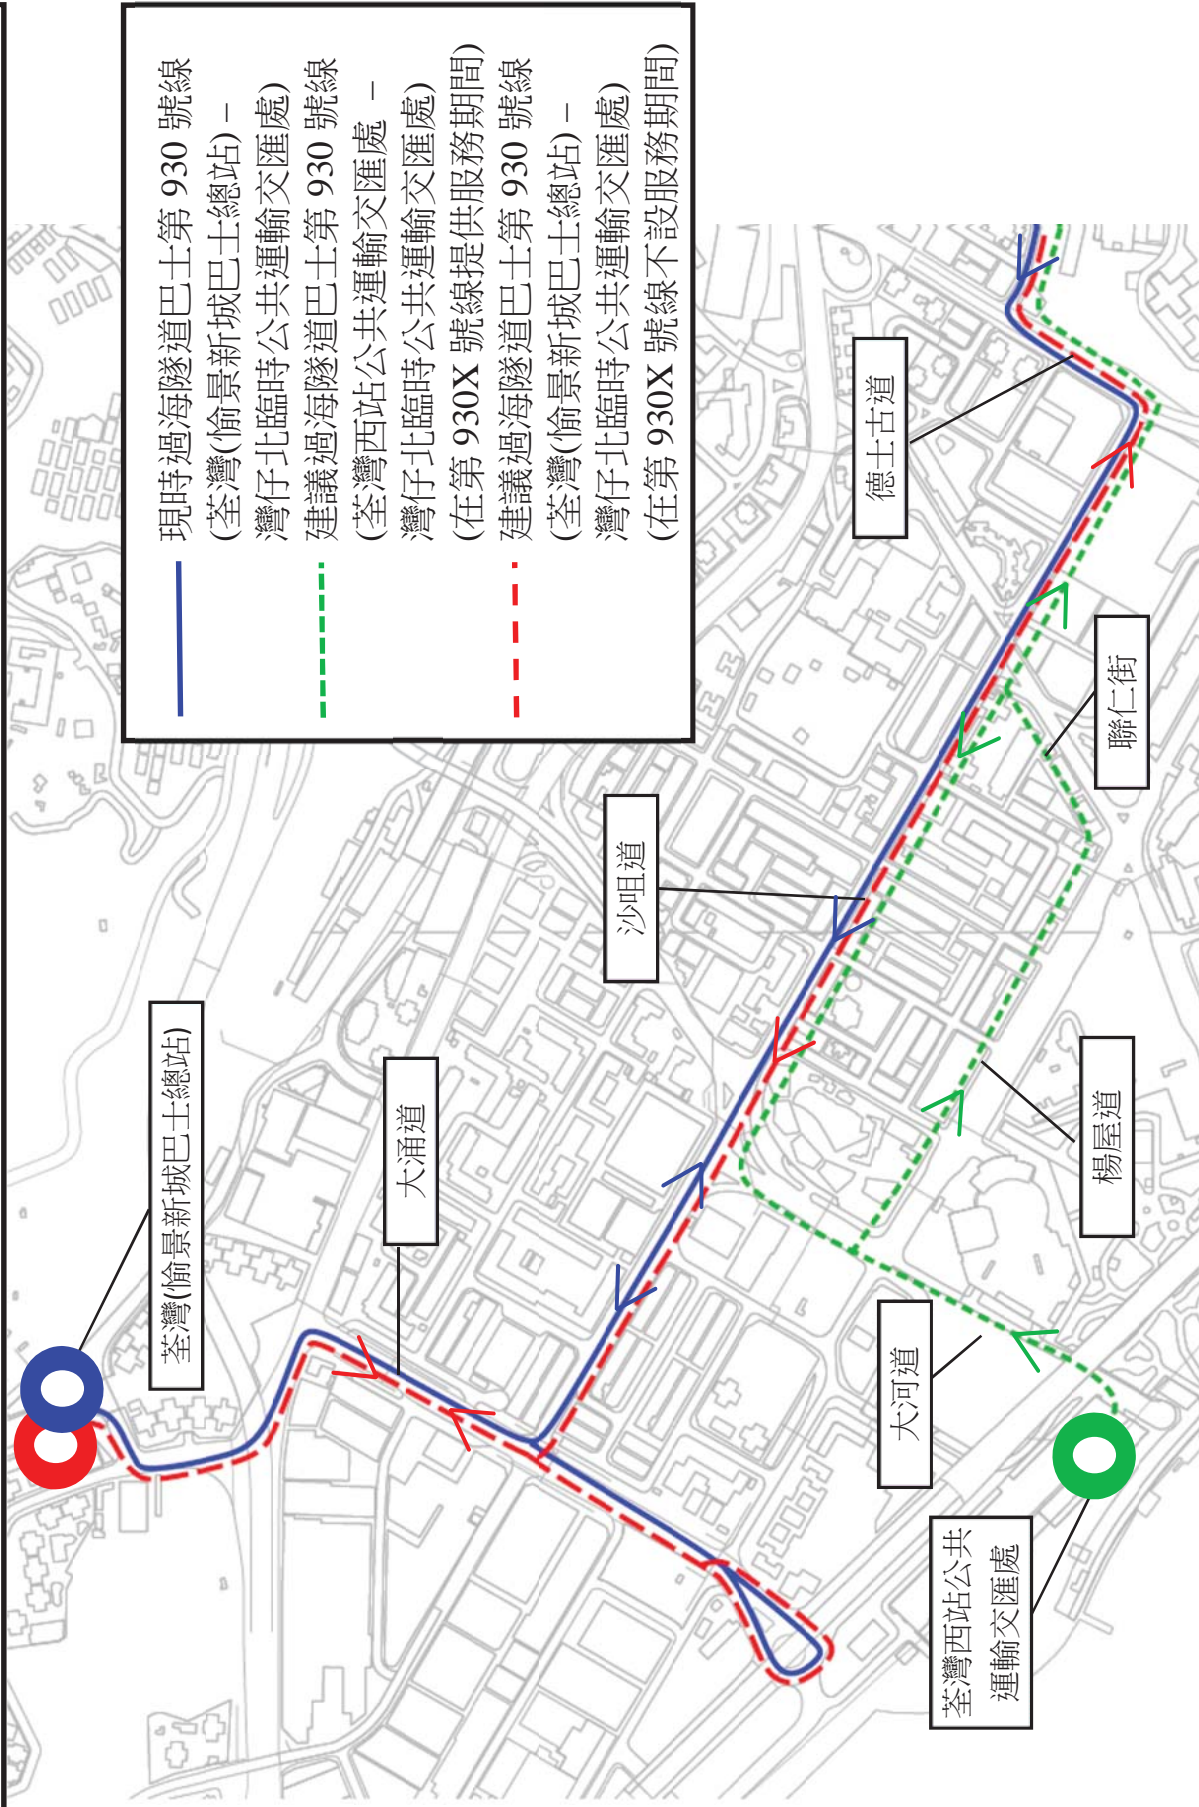 現時過海隧道巴士第 930 號線
(荃灣(愉景新城巴士總站) –
灣仔北臨時公共運輸交匯處)
建議過海隧道巴士第 930 號線
(荃灣西站公共運輸交匯處 –
灣仔北臨時公共運輸交匯處)
(在第 930X 號線提供服務期間)
建議過海隧道巴士第 930 號線
(荃灣(愉景新城巴士總站) –
灣仔北臨時公共運輸交匯處)
(在第 930X 號線不設服務期間)
荃灣(愉景新城巴士總站)
大涌道
沙咀道
德士古道
聯仁街
楊屋道
大河道
荃灣西站公共
運輸交匯處